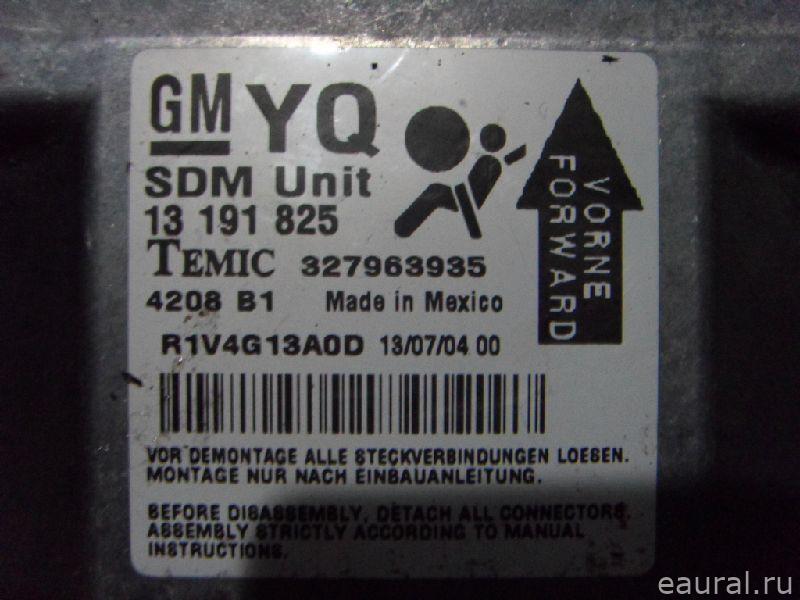 GM YQ
SDM Unit
13 191 825
TEMIC 327963935
4208 B1 Made in Mexico
R1V4G13A0D 13/07/04 00
VORNE
FORWARD
VOR DEMONTAGE ALLE STECKVERBINDUNGEN LOESEN.
MONTAGE NUR NACH EINBAUANLEITUNG.
BEFORE DISASSEMBLY, DETACH ALL CONNECTORS.
ASSEMBLY STRICTLY ACCORDING TO MANUAL
INSTRUCTIONS.
eaural.ru